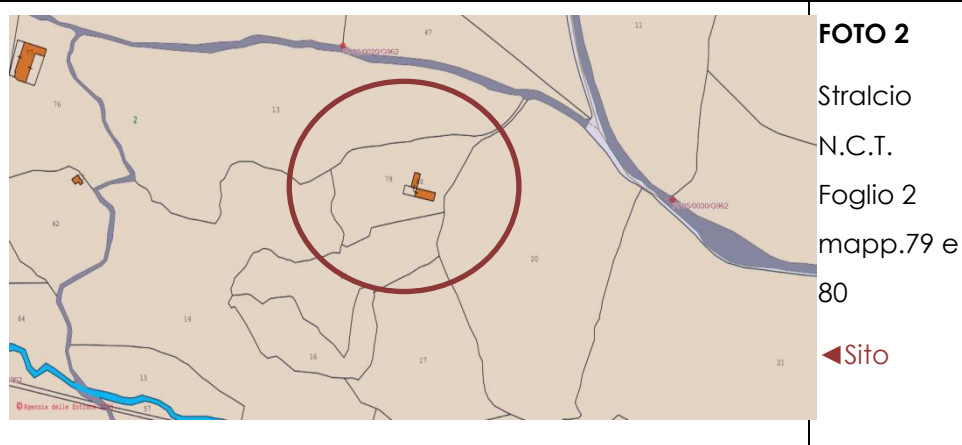 47
11
13
76
2
79
62
20
64
14
16
17
21
15
57
©Agenzia delle Entrate
FOTO 2
Stralcio
N.C.T.
Foglio 2
mapp.79 e
80
◄Sito